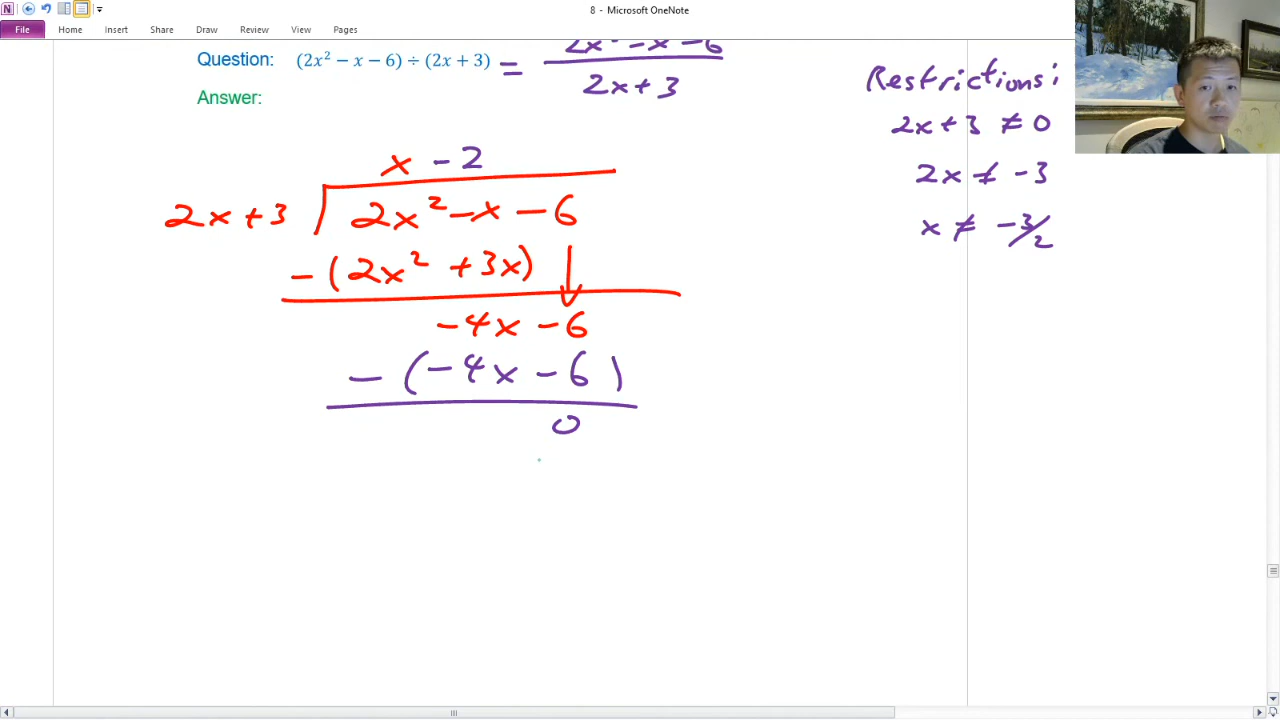 8 - Microsoft OneNote
File Home Insert Share Draw Review View Pages
Question: (2x² − x − 6) ÷ (2x + 3) = 2x² − x − 6
2x + 3
Answer:
Restrictions:
2x + 3 ≠ 0
2x ≠ -3
x ≠ -3/2
x - 2
2x + 3 2x² - x - 6
- (2x² + 3x) ↓
- 4x - 6
- (- 4x - 6)
0